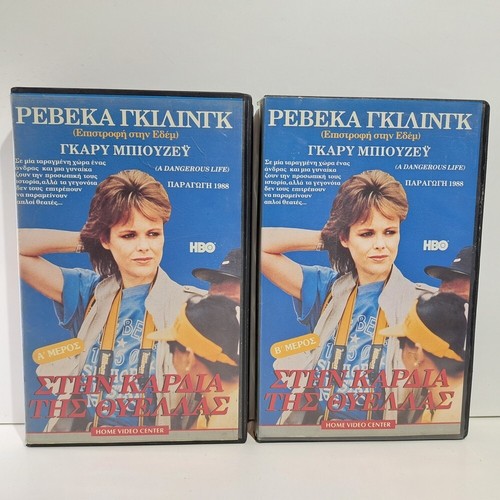 ΡΕΒΕΚΑ ΓΚΙΛΙΝΓΚ
(Επιστροφή στην Εδέμ)
ΓΚΑΡΥ ΜΠΙΟΥΖΕΫ
Σε μία ταραγμένη χώρα ένας
άνδρας και μια γυναίκα
ζουν την προσωπική τους
ιστορία, αλλά τα γεγονότα
δεν τους επιτρέπουν
να παραμείνουν
απλοί θεατές...
(A DANGEROUS LIFE)
ΠΑΡΑΓΩΓΗ 1988
HBO
Α' ΜΕΡΟΣ
ΣΤΗΝ ΚΑΡΔΙΑ
ΤΗΣ ΘΥΕΛΛΑΣ
HOME VIDEO CENTER
ΡΕΒΕΚΑ ΓΚΙΛΙΝΓΚ
(Επιστροφή στην Εδέμ)
ΓΚΑΡΥ ΜΠΙΟΥΖΕΫ
Σε μία ταραγμένη χώρα ένας
άνδρας και μια γυναίκα
ζουν την προσωπική τους
ιστορία, αλλά τα γεγονότα
δεν τους επιτρέπουν
να παραμείνουν
απλοί θεατές...
(A DANGEROUS LIFE)
ΠΑΡΑΓΩΓΗ 1988
HBO
Β' ΜΕΡΟΣ
ΣΤΗΝ ΚΑΡΔΙΑ
ΤΗΣ ΘΥΕΛΛΑΣ
HOME VIDEO CENTER